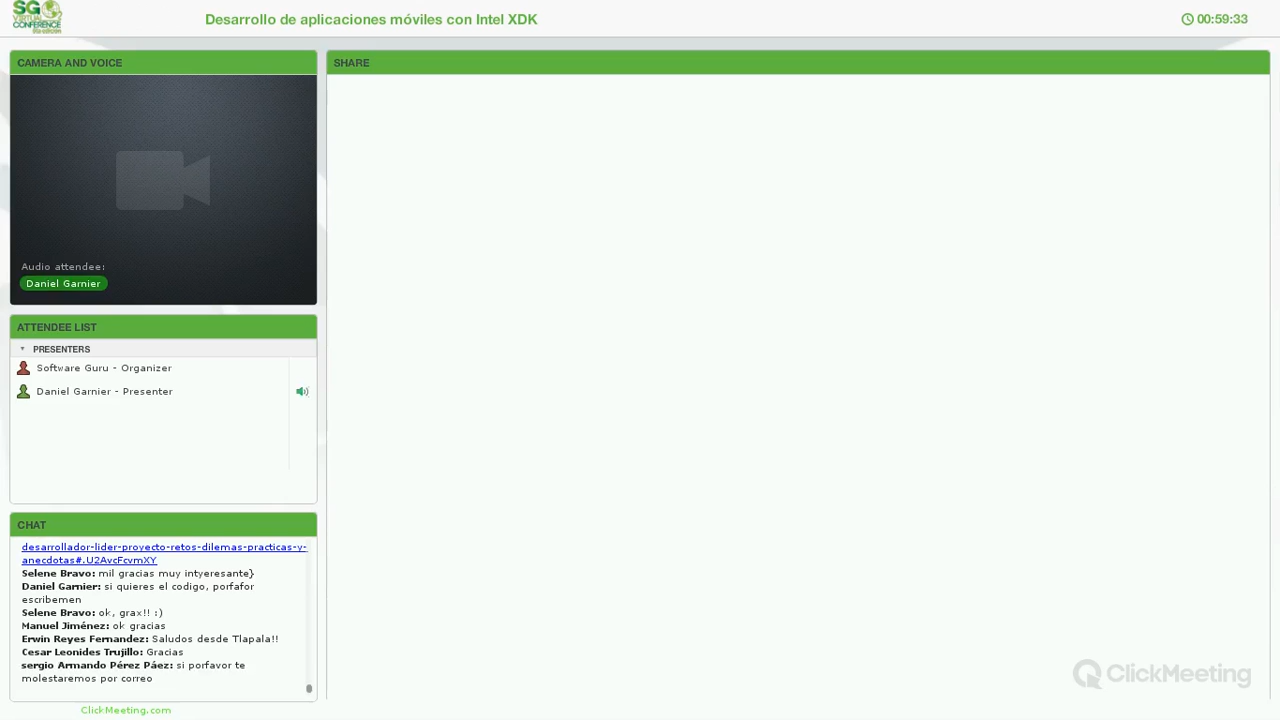 SG
VIRTUAL
CONFERENCE
Desarrollo de aplicaciones móviles con Intel XDK
00:59:33
CAMERA AND VOICE
Audio attendee:
Daniel Garnier
ATTENDEE LIST
PRESENTERS
Software Guru - Organizer
Daniel Garnier - Presenter
CHAT
desarrollador-lider-proyecto-retos-dilemas-practicas-y-
anecdotas#.U2AvcFcvmXY
Selene Bravo: mil gracias muy intyeresante}
Daniel Garnier: si quieres el codigo, porfafor
escribemen
Selene Bravo: ok, grax!! :)
Manuel Jiménez: ok gracias
Erwin Reyes Fernandez: Saludos desde Tlapala!!
Cesar Leonides Trujillo: Gracias
sergio Armando Pérez Páez: si porfavor te
molestaremos por correo
ClickMeeting.com
SHARE
ClickMeeting